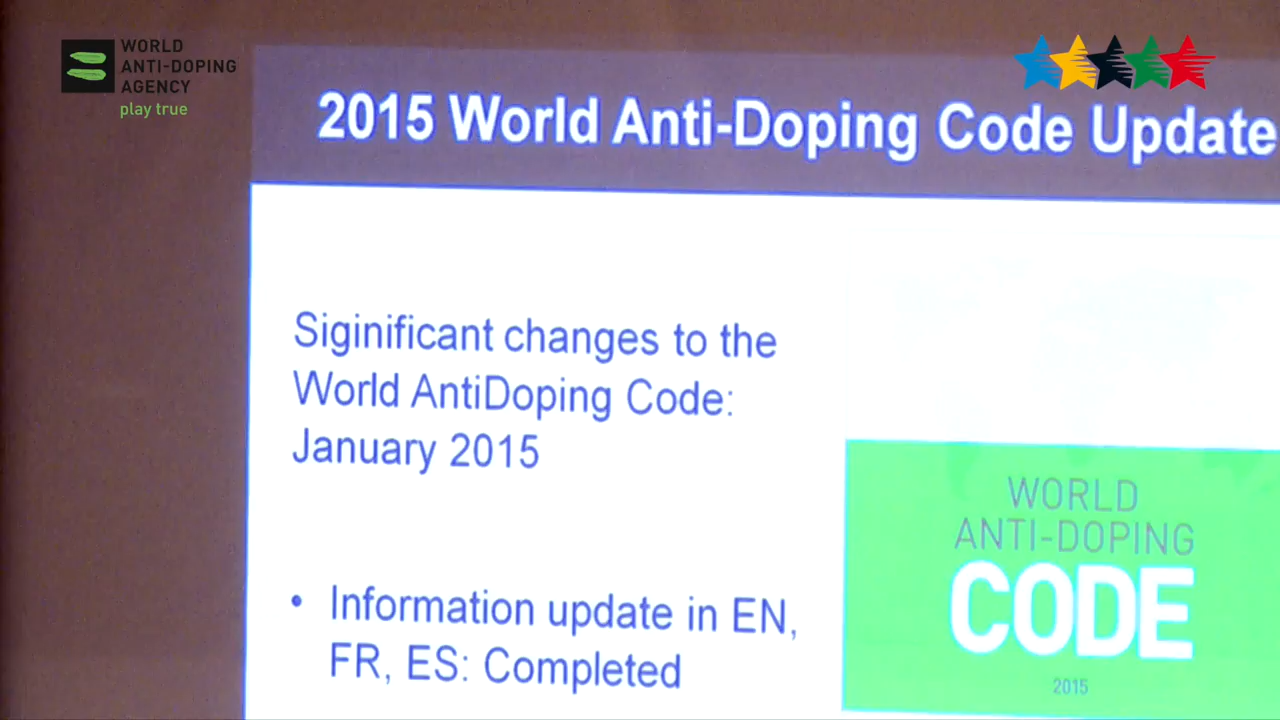 WORLD
ANTI-DOPING
AGENCY
play true
2015 World Anti-Doping Code Update
Siginificant changes to the
World AntiDoping Code:
January 2015
• Information update in EN,
FR, ES: Completed
WORLD
ANTI-DOPING
CODE
2015